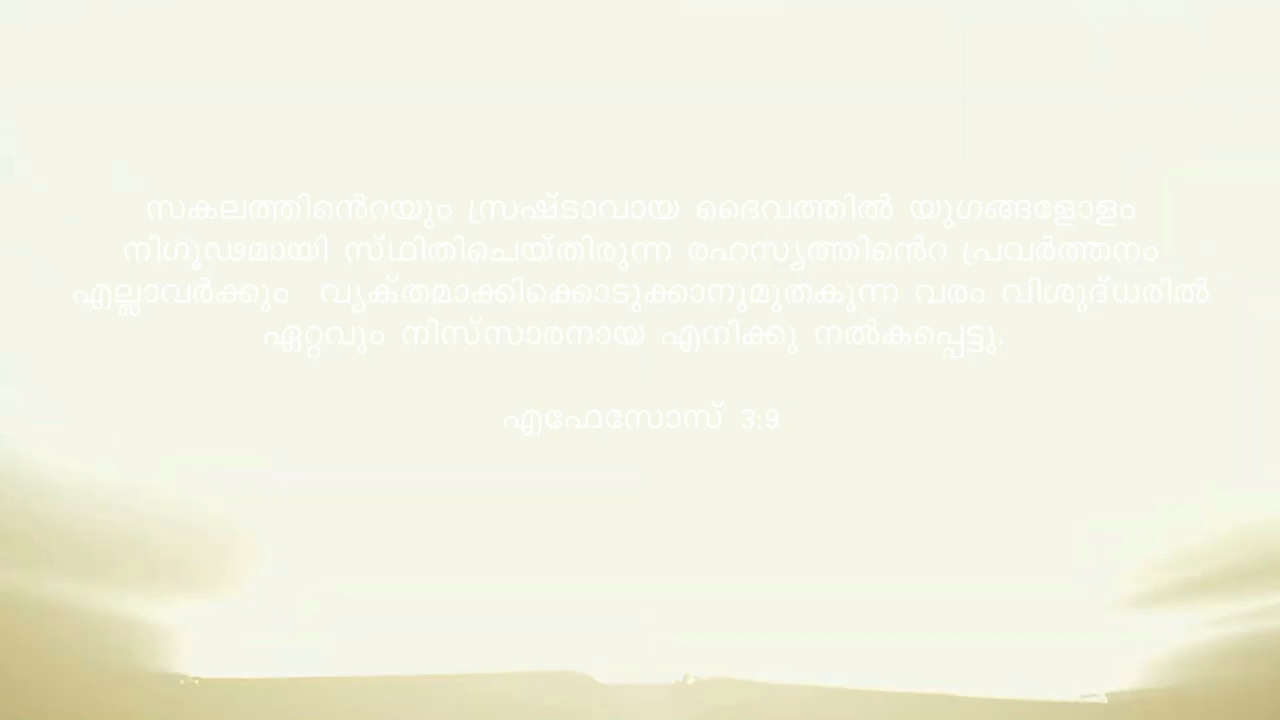 സകലത്തിൻെറയും സ്രഷ്ടാവായ ദൈവത്തിൽ യുഗങ്ങളോളം
നിഗൂഢമായി സ്ഥിതിചെയ്തിരുന്ന രഹസ്യത്തിൻെറ പ്രവർത്തനം
എല്ലാവർക്കും വ്യക്തമാക്കിക്കൊടുക്കാനുമുതകുന്ന വരം വിശുദ്ധരിൽ
ഏറ്റവും നിസ്സാരനായ എനിക്കു നൽകപ്പെട്ടു.
എഫേസോസ് 3:9